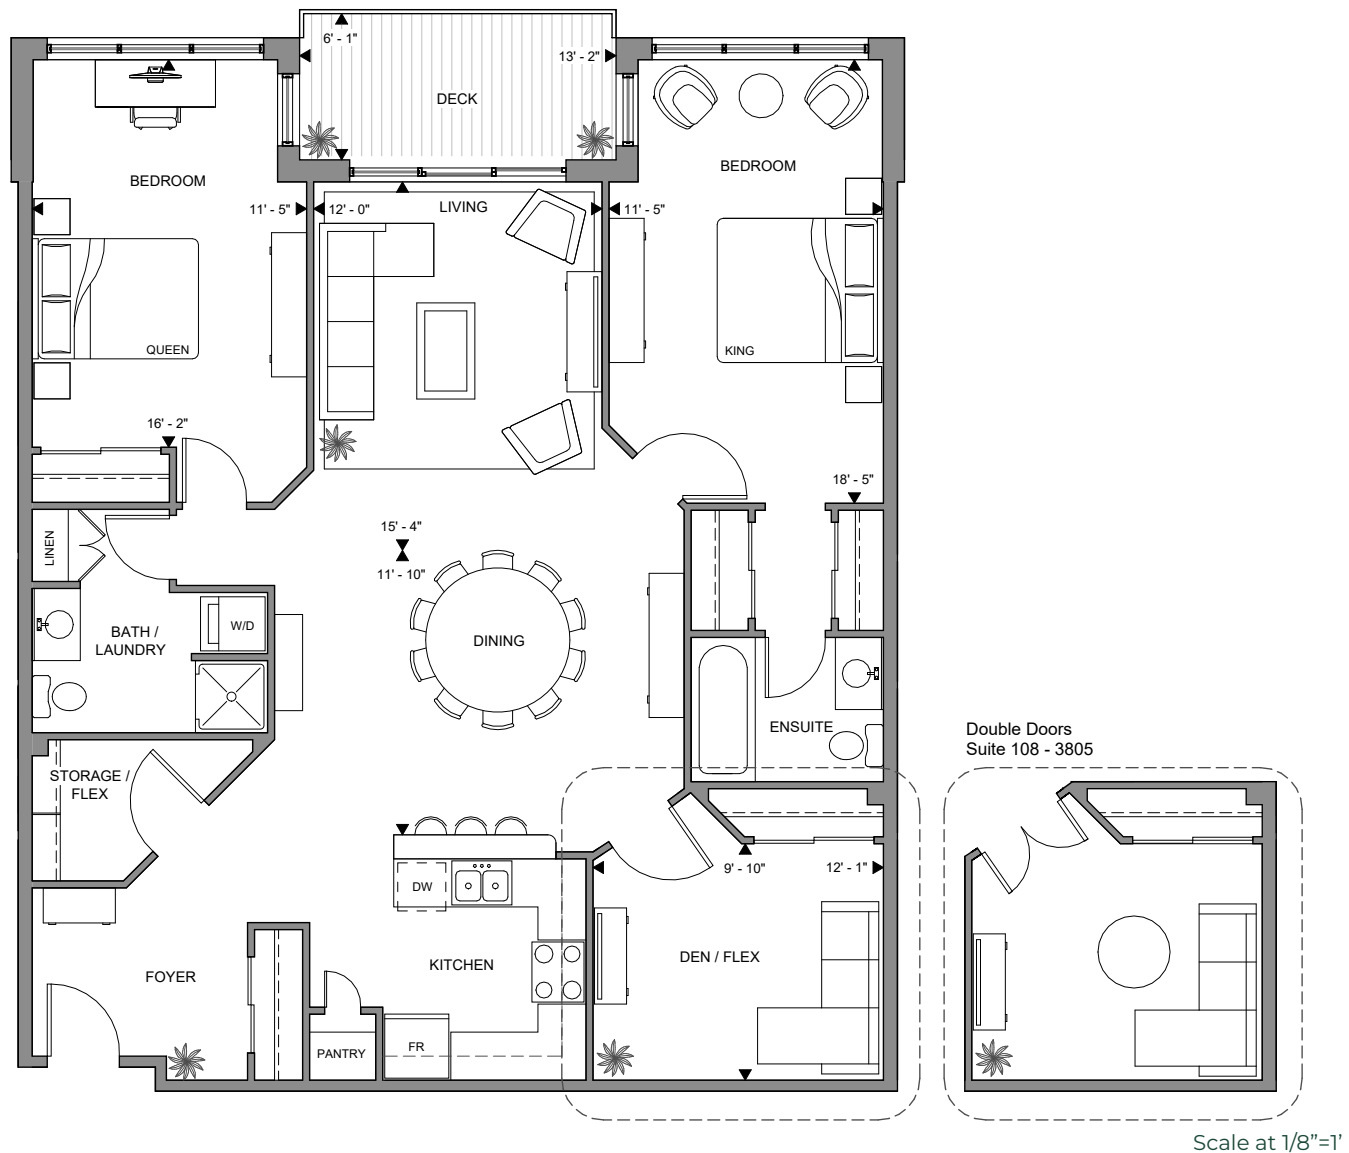 6' - 1"
13' - 2"
DECK
BEDROOM
BEDROOM
11' - 5"
12' - 0"
LIVING
11' - 5"
QUEEN
KING
16' - 2"
18' - 5"
15' - 4"
11' - 10"
LINEN
BATH /
LAUNDRY
W/D
DINING
ENSUITE
Double Doors
Suite 108 - 3805
STORAGE /
FLEX
9' - 10"
12' - 1"
DW
DEN / FLEX
KITCHEN
FOYER
PANTRY
FR
Scale at 1/8”=1’